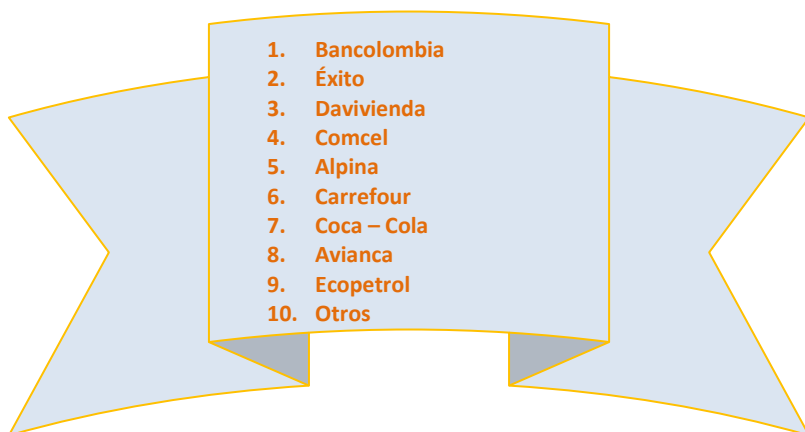 1. Bancolombia
2. Éxito
3. Davivienda
4. Comcel
5. Alpina
6. Carrefour
7. Coca – Cola
8. Avianca
9. Ecopetrol
10. Otros